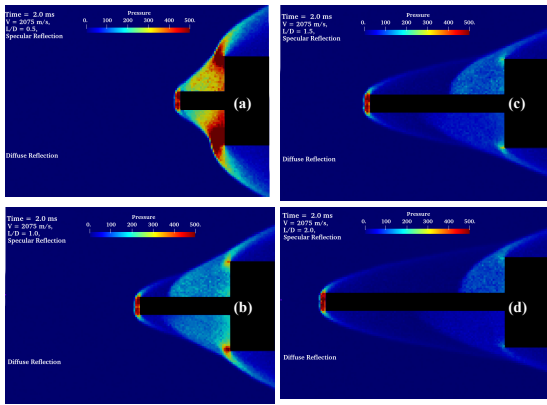 Time = 2.0 ms
V = 2075 m/s,
L/D = 0.5,
Specular Reflection
Pressure
0. 100 200 300 400 500.
(a)
Diffuse Reflection
Time = 2.0 ms
V = 2075 m/s,
L/D = 1.5,
Specular Reflection
Pressure
0. 100 200 300 400 500.
(c)
Diffuse Reflection
Time = 2.0 ms
V = 2075 m/s,
L/D = 1.0,
Specular Reflection
Pressure
0. 100 200 300 400 500.
(b)
Diffuse Reflection
Time = 2.0 ms
V = 2075 m/s,
L/D = 2.0,
Specular Reflection
Pressure
0. 100 200 300 400 500.
(d)
Diffuse Reflection